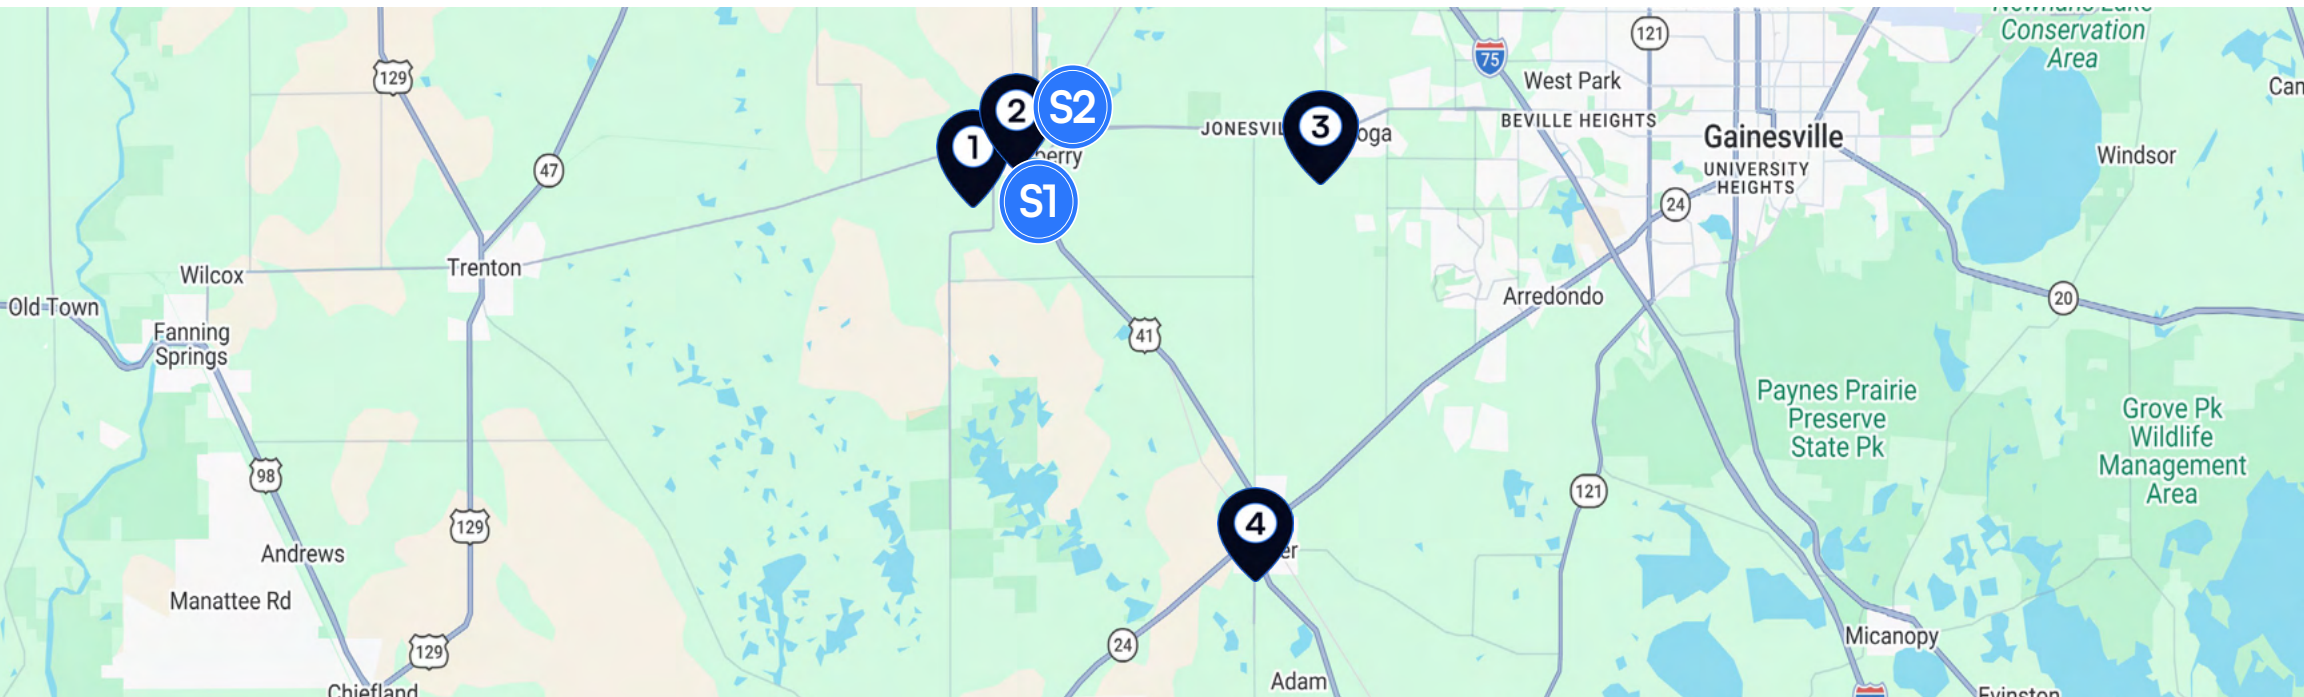 Conservation
Area
121
75
129
West Park
Can
2
S2
BEVILLE HEIGHTS
JONESVIL
3
oga
Gainesville
1
perry
Windsor
47
UNIVERSITY
HEIGHTS
S1
24
Trenton
Wilcox
Arredondo
20
Old Town
Fanning
Springs
41
Paynes Prairie
Preserve
State Pk
Grove Pk
Wildlife
Management
Area
98
121
129
4
er
Andrews
Manattee Rd
Micanopy
24
129
Adam
Chiefland
Evinston